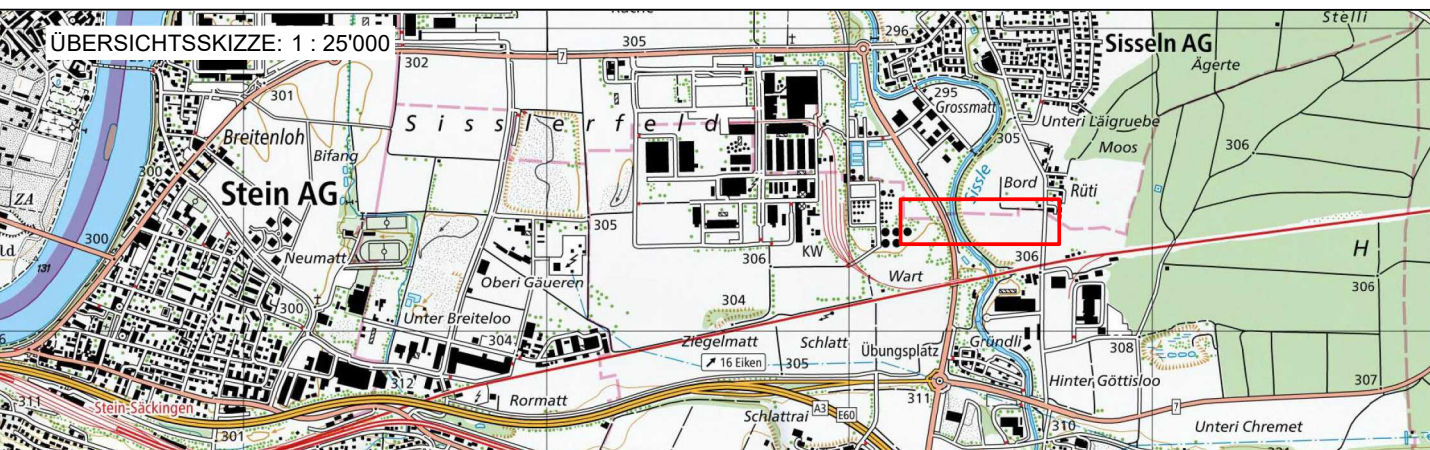 ÜBERSICHTSSKIZZE: 1 : 25'000
305
7
296
302
Sisseln AG
Stelli
Ägerte
301
295
Grossmatt
Sisslerfeld
305
Unteri Läigruebe
Moos
306
Breitenloh
Bifang
300
Stein AG
Sissle
Bord
Rüti
ZA
300
305
131
Neumatt
306
KW
306
H
Wart
Oberi Gäueren
306
300
304
Unter Breiteloo
304
Ziegelmatt
Schlatt
Gründli
308
16 Eiken
305
Übungsplatz
Hinter Göttisloo
307
312
Rormatt
311
311
Stein-Säckingen
A3
E60
7
Schlattrai
301
310
Unteri Chremet